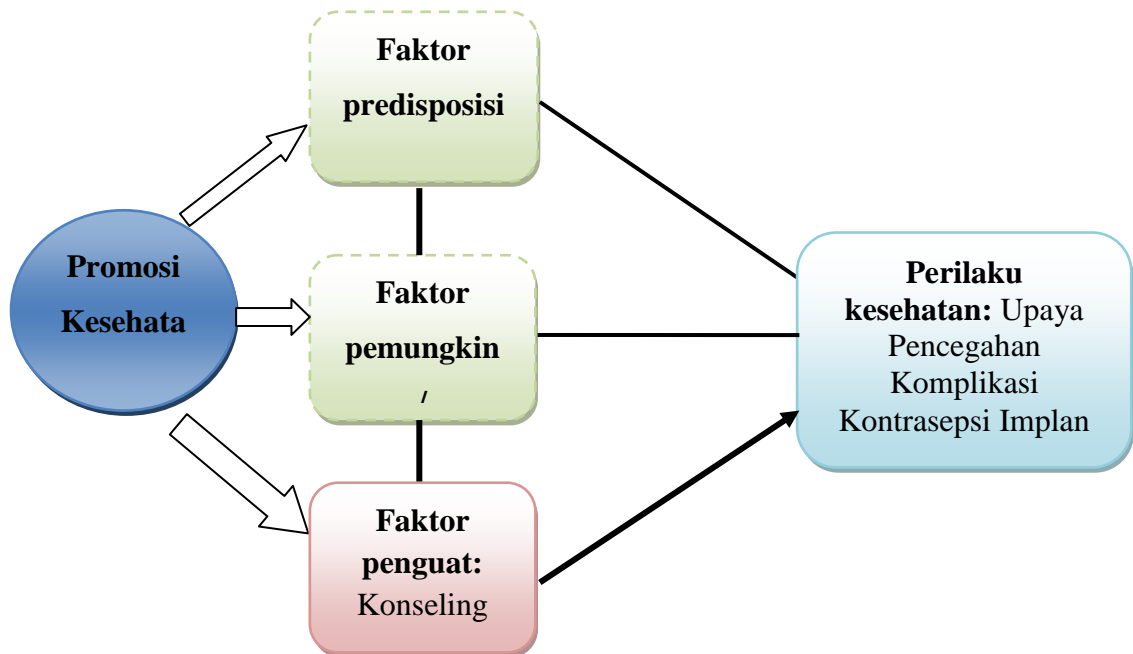 Faktor
predisposisi
Promosi
Kesehata
Faktor
pemungkin
/
Faktor
penguat:
Konseling
Perilaku
kesehatan: Upaya
Pencegahan
Komplikasi
Kontrasepsi Implan